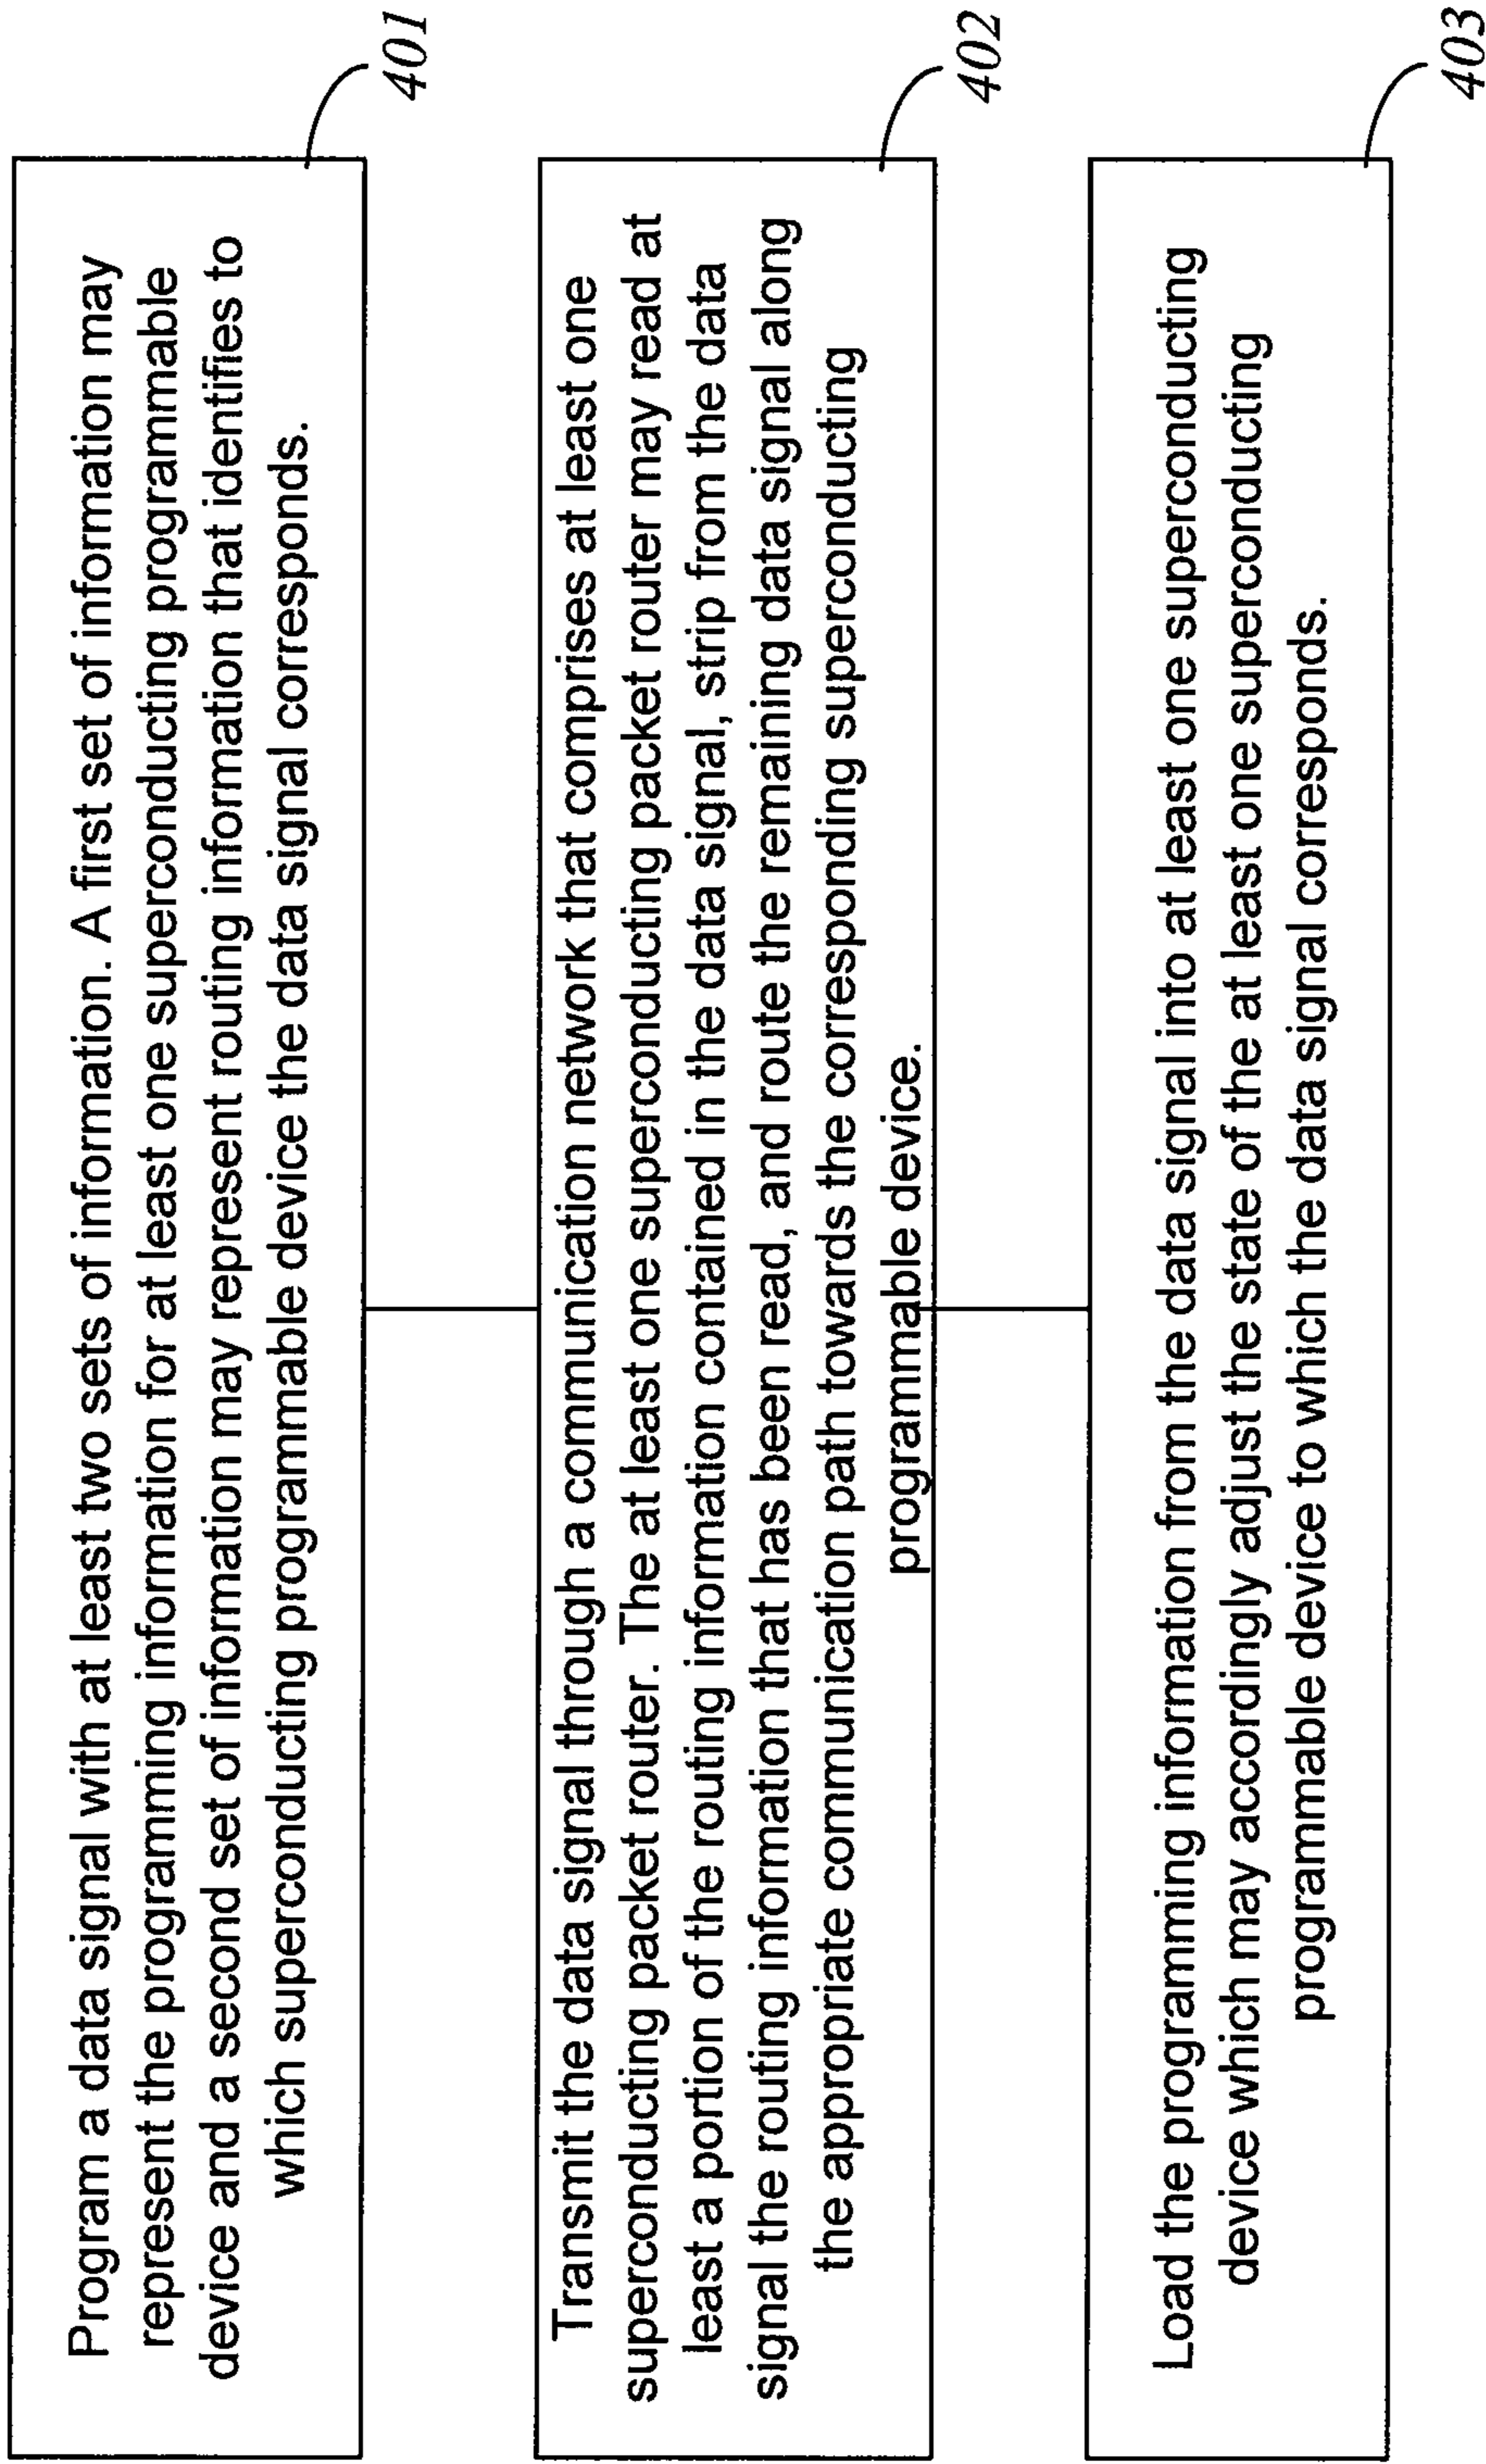 Program a data signal with at least two sets of information. A first set of information may
represent the programming information for at least one superconducting programmable
device and a second set of information may represent routing information that identifies to
which superconducting programmable device the data signal corresponds.
401
Transmit the data signal through a communication network that comprises at least one
superconducting packet router. The at least one superconducting packet router may read at
least a portion of the routing information contained in the data signal, strip from the data
signal the routing information that has been read, and route the remaining data signal along
the appropriate communication path towards the corresponding superconducting
programmable device.
402
Load the programming information from the data signal into at least one superconducting
device which may accordingly adjust the state of the at least one superconducting
programmable device to which the data signal corresponds.
403